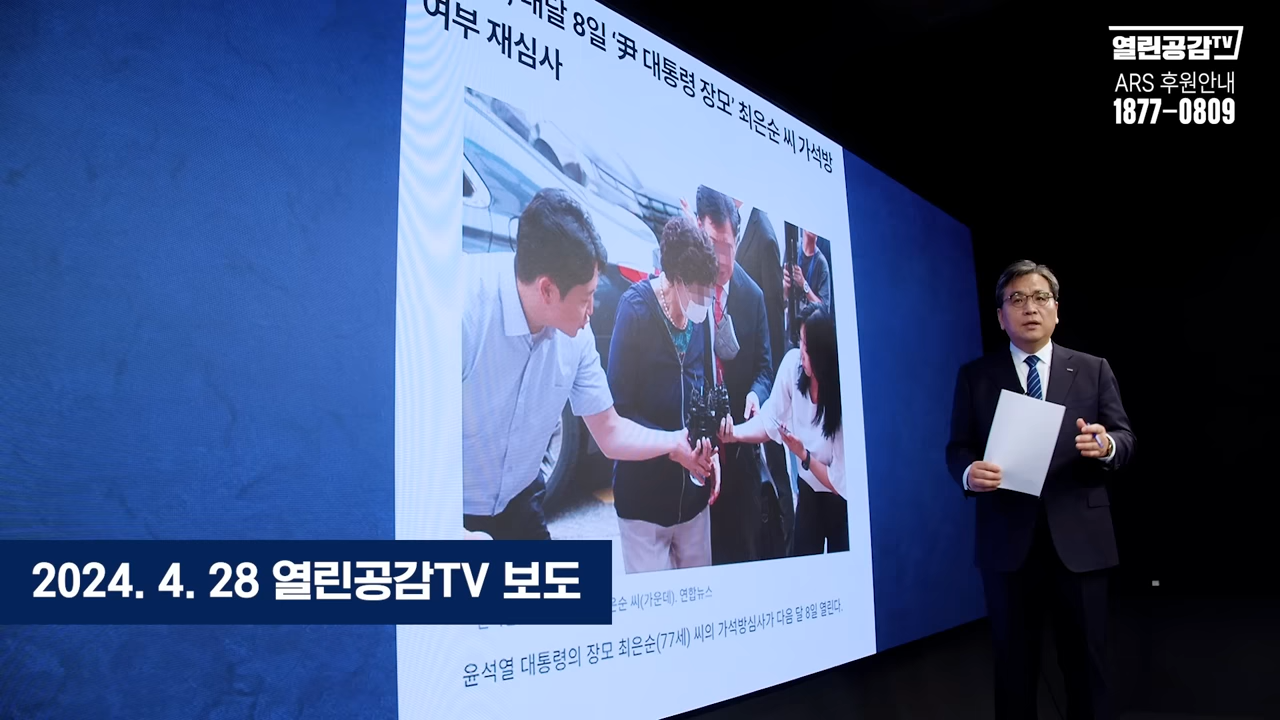 내달 8일 ‘尹 대통령 장모’ 최은순 씨 가석방
여부 재심사
열린공감TV
ARS 후원안내
1877-0809
2024. 4. 28 열린공감TV 보도
은순 씨(가운데). 연합뉴스
윤석열 대통령의 장모 최은순(77세) 씨의 가석방심사가 다음 달 8일 열린다.